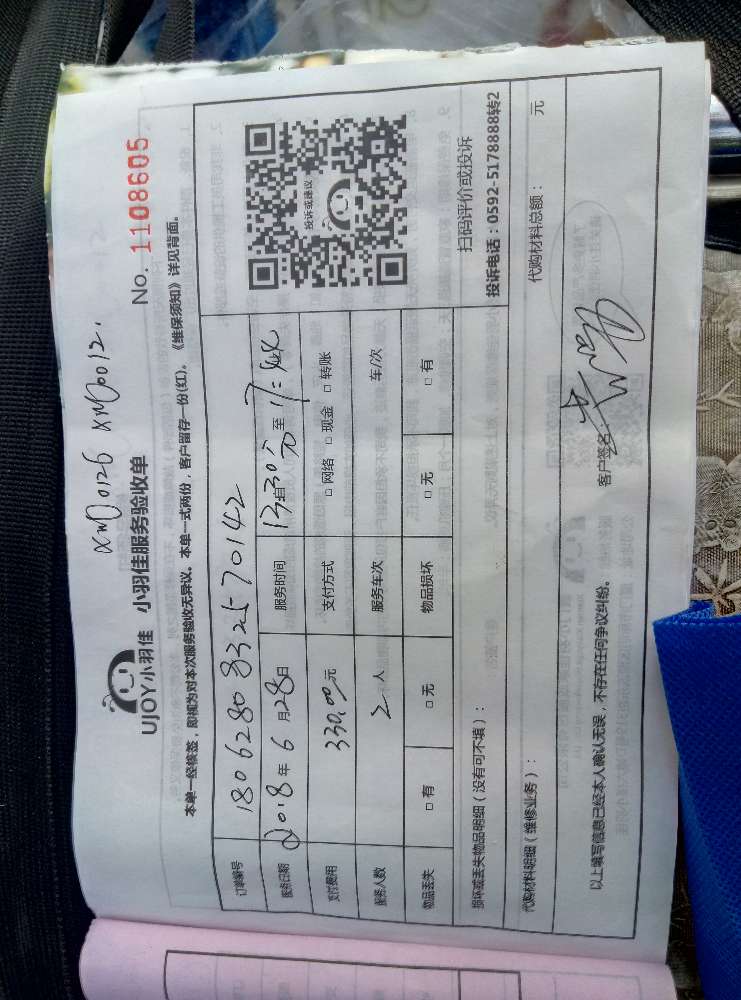 xm00126 xm0012.
UJOY小羽佳 小羽佳服务验收单 No. 1108605
本单一经核签，即视为对本次服务验收无异议。本单一式两份，客户留存一份(红)。《维保须知》详见背面。
订单编号 18062808332570142
服务日期 2018年6月28日 服务时间 13时30分至17:
支付费用 330.00元 支付方式 □网络 □现金 □转账
服务人数 2人 服务车次 车/次
物品丢失 □有 □无 物品损坏 □无 □有
投诉或建议
扫码评价或投诉
投诉电话：0592-5178888转2
损坏或丢失物品明细（没有可不填）：
代购材料明细（维修业务）： 代购材料总额： 元
以上填写信息已经本人确认无误，不存在任何争议纠纷。 客户签名：